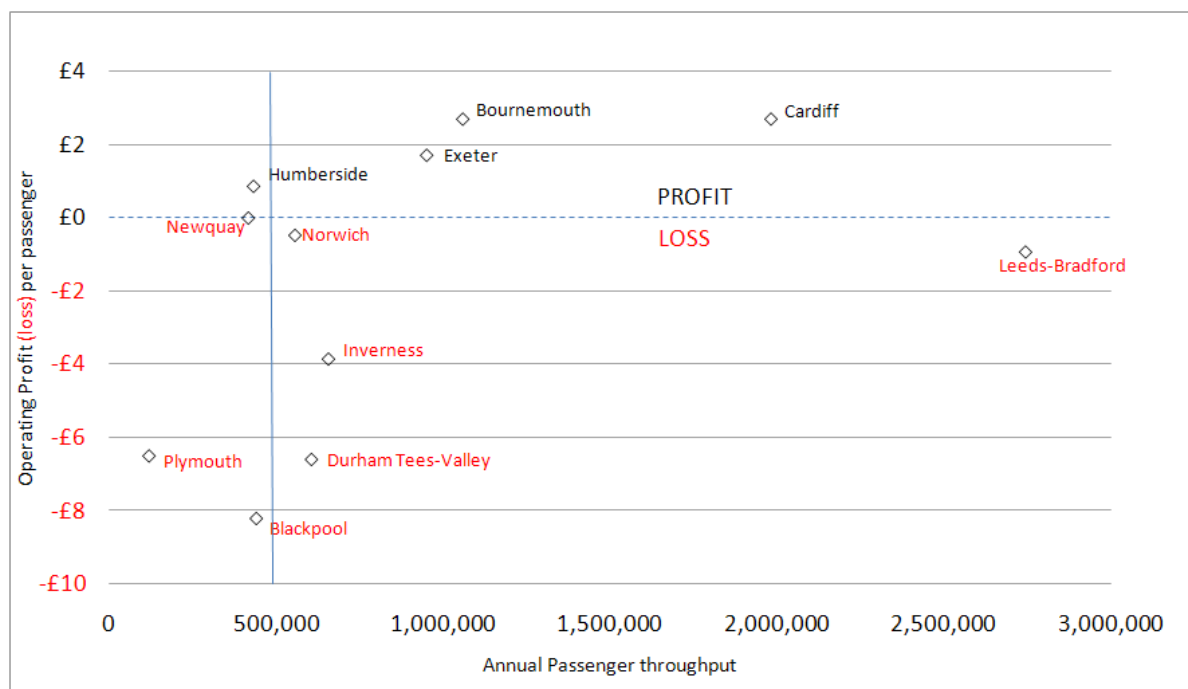 £4
£2
£0
-£2
-£4
-£6
-£8
-£10
Operating Profit (loss) per passenger
Bournemouth
Cardiff
Exeter
Humberside
PROFIT
Newquay
Norwich
LOSS
Leeds-Bradford
Inverness
Plymouth
Durham Tees-Valley
Blackpool
0 500,000 1,000,000 1,500,000 2,000,000 2,500,000 3,000,000
Annual Passenger throughput